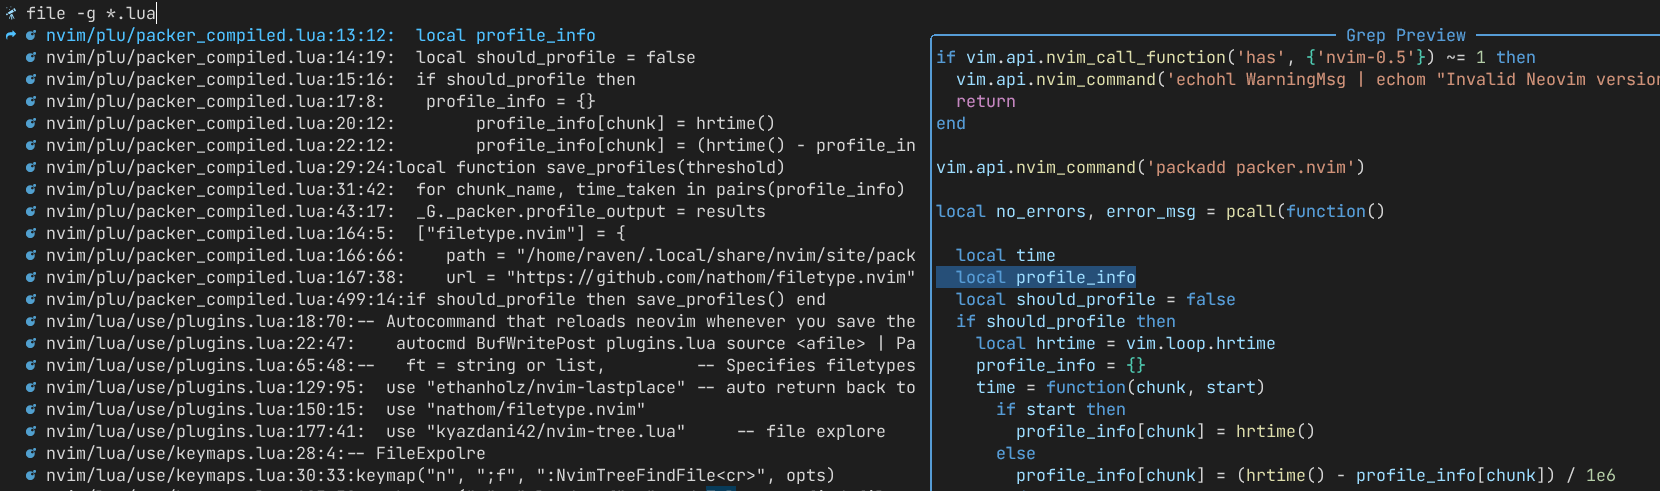 file -g *.lua
nvim/plu/packer_compiled.lua:13:12:  local profile_info
nvim/plu/packer_compiled.lua:14:19:  local should_profile = false
nvim/plu/packer_compiled.lua:15:16:  if should_profile then
nvim/plu/packer_compiled.lua:17:8:    profile_info = {}
nvim/plu/packer_compiled.lua:20:12:        profile_info[chunk] = hrtime()
nvim/plu/packer_compiled.lua:22:12:        profile_info[chunk] = (hrtime() - profile_in
nvim/plu/packer_compiled.lua:29:24:local function save_profiles(threshold)
nvim/plu/packer_compiled.lua:31:42:  for chunk_name, time_taken in pairs(profile_info)
nvim/plu/packer_compiled.lua:43:17:  _G._packer.profile_output = results
nvim/plu/packer_compiled.lua:164:5:  ["filetype.nvim"] = {
nvim/plu/packer_compiled.lua:166:66:    path = "/home/raven/.local/share/nvim/site/pack
nvim/plu/packer_compiled.lua:167:38:    url = "https://github.com/nathom/filetype.nvim"
nvim/plu/packer_compiled.lua:499:14:if should_profile then save_profiles() end
nvim/lua/use/plugins.lua:18:70:-- Autocommand that reloads neovim whenever you save the
nvim/lua/use/plugins.lua:22:47:    autocmd BufWritePost plugins.lua source <afile> | Pa
nvim/lua/use/plugins.lua:65:48:--   ft = string or list,         -- Specifies filetypes
nvim/lua/use/plugins.lua:129:95:  use "ethanholz/nvim-lastplace" -- auto return back to
nvim/lua/use/plugins.lua:150:15:  use "nathom/filetype.nvim"
nvim/lua/use/plugins.lua:177:41:  use "kyazdani42/nvim-tree.lua"     -- file explore
nvim/lua/use/keymaps.lua:28:4:-- FileExpolre
nvim/lua/use/keymaps.lua:30:33:keymap("n", ";f", ":NvimTreeFindFile<cr>", opts)
Grep Preview
if vim.api.nvim_call_function('has', {'nvim-0.5'}) ~= 1 then
  vim.api.nvim_command('echohl WarningMsg | echom "Invalid Neovim version
  return
end
vim.api.nvim_command('packadd packer.nvim')
local no_errors, error_msg = pcall(function()
  local time
  local profile_info
  local should_profile = false
  if should_profile then
    local hrtime = vim.loop.hrtime
    profile_info = {}
    time = function(chunk, start)
      if start then
        profile_info[chunk] = hrtime()
      else
        profile_info[chunk] = (hrtime() - profile_info[chunk]) / 1e6